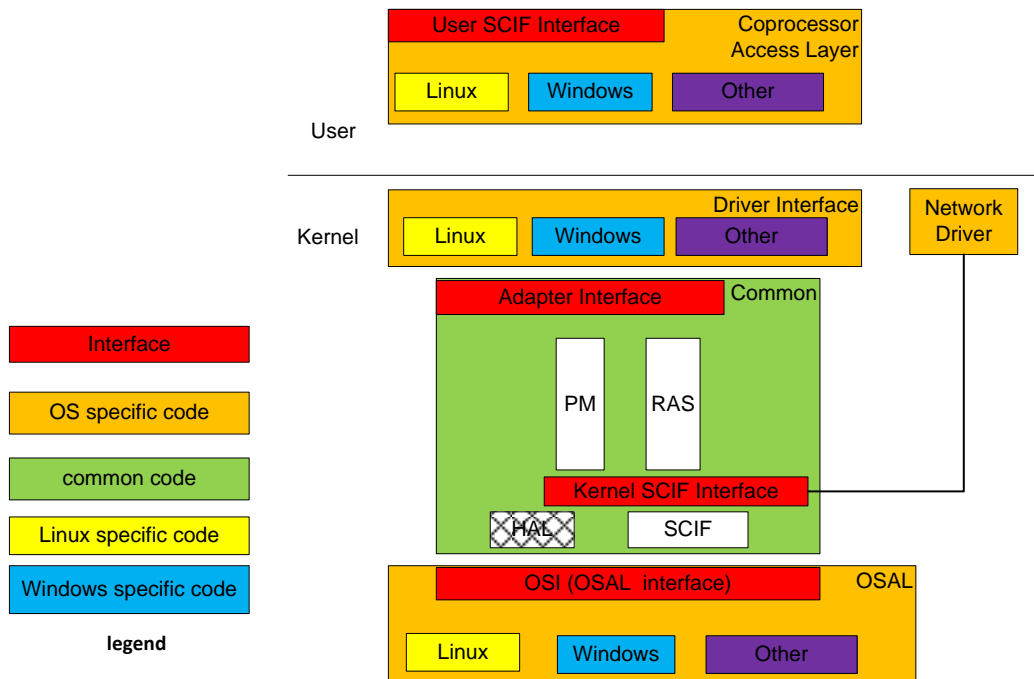 User SCIF Interface
Coprocessor
Access Layer
Linux
Windows
Other
User
Kernel
Driver Interface
Linux
Windows
Other
Network
Driver
Adapter Interface
Common
PM
RAS
Kernel SCIF Interface
HAL
SCIF
OSI (OSAL interface)
OSAL
Linux
Windows
Other
Interface
OS specific code
common code
Linux specific code
Windows specific code
legend